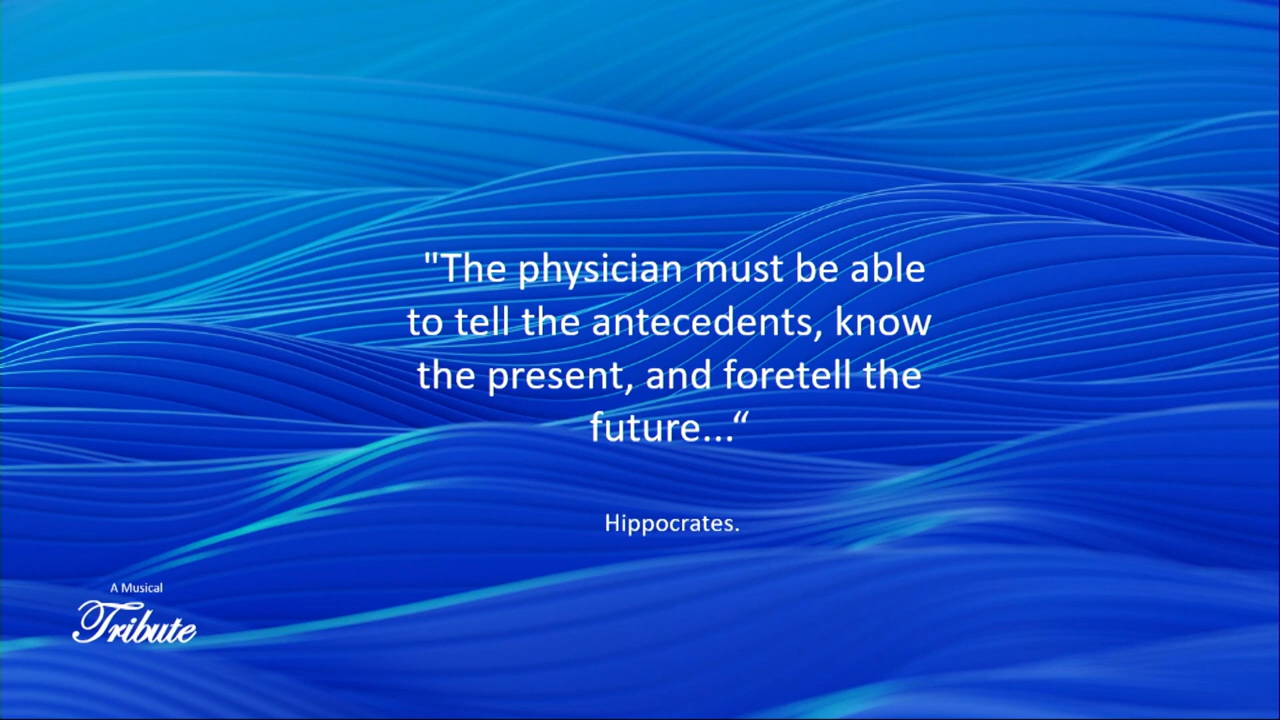 "The physician must be able
to tell the antecedents, know
the present, and foretell the
future...“
Hippocrates.
A Musical
Tribute